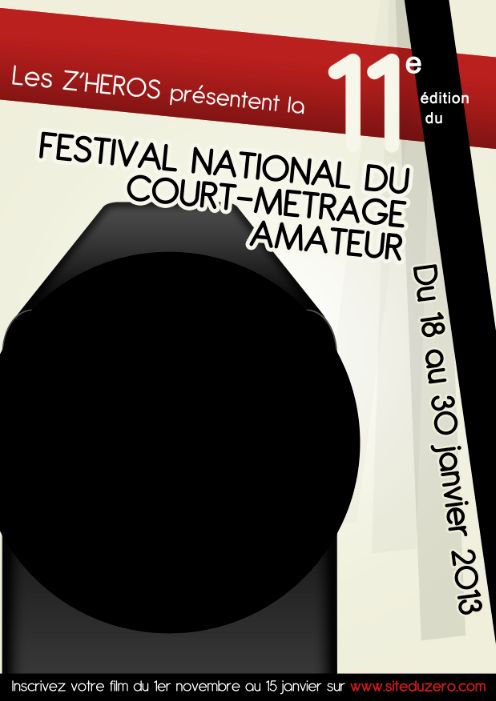 Les Z'HEROS présentent la
11e
édition
du
FESTIVAL NATIONAL DU
COURT-METRAGE
AMATEUR
Du 18 au 30 janvier 2013
Inscrivez votre film du 1er novembre au 15 janvier sur www.siteduzero.com